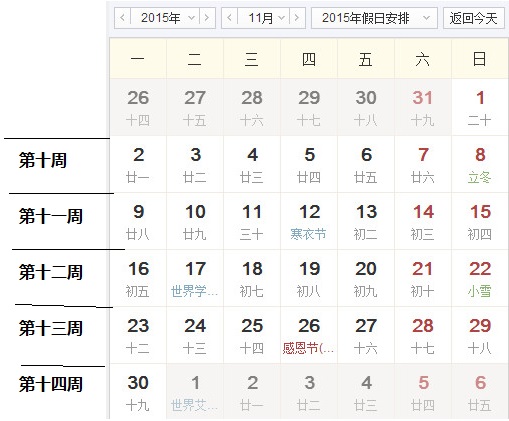 2015年 11月 2015年假日安排 返回今天
一 二 三 四 五 六 日
26 27 28 29 30 31 1
十四 十五 十六 十七 十八 十九 二十
第十周 2 3 4 5 6 7 8
廿一 廿二 廿三 廿四 廿五 廿六 立冬
第十一周 9 10 11 12 13 14 15
廿八 廿九 三十 寒衣节 初二 初三 初四
第十二周 16 17 18 19 20 21 22
初五 世界学... 初七 初八 初九 初十 小雪
第十三周 23 24 25 26 27 28 29
十二 十三 十四 感恩节(... 十六 十七 十八
第十四周 30 1 2 3 4 5 6
十九 世界艾... 廿一 廿二 廿三 廿四 廿五